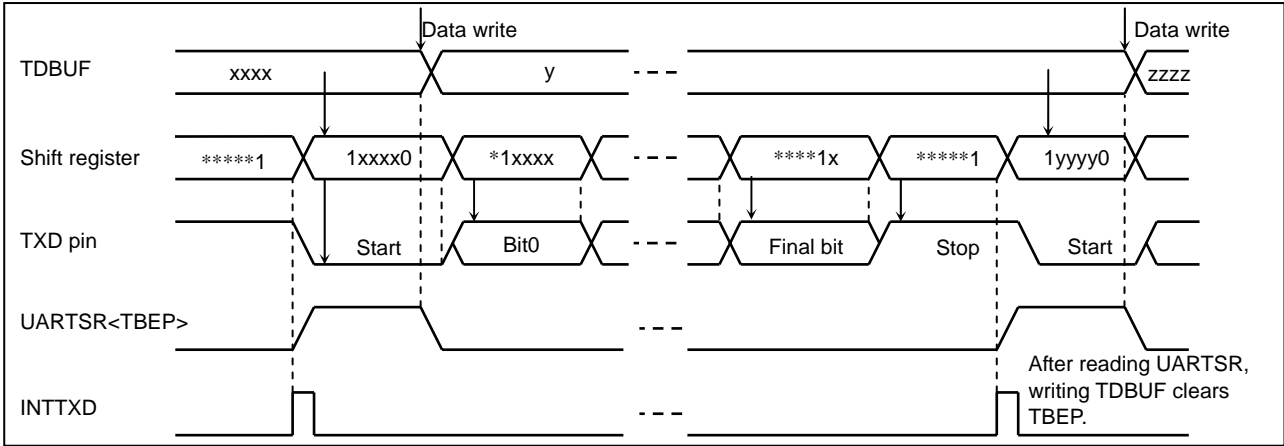 Data write Data write
TDBUF xxxx y zzzz
Shift register *****1 1xxxx0 *1xxxx ****1x *****1 1yyyy0
TXD pin Start Bit0 Final bit Stop Start
UARTSR<TBEP>
After reading UARTSR,
writing TDBUF clears
TBEP.
INTTXD